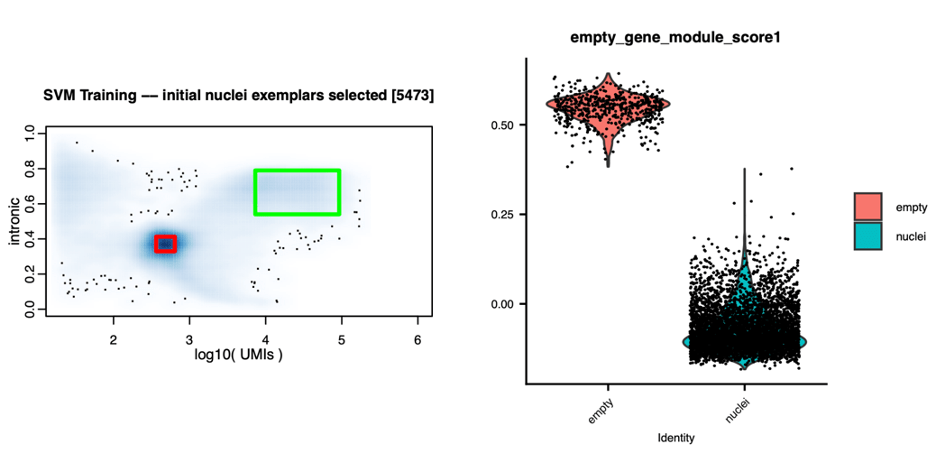 SVM Training –– initial nuclei exemplars selected [5473]
intronic
1.0
0.8
0.6
0.4
0.2
0.0
2 3 4 5 6
log10( UMIs )
empty_gene_module_score1
0.50
0.25
0.00
empty nuclei
Identity
empty
nuclei